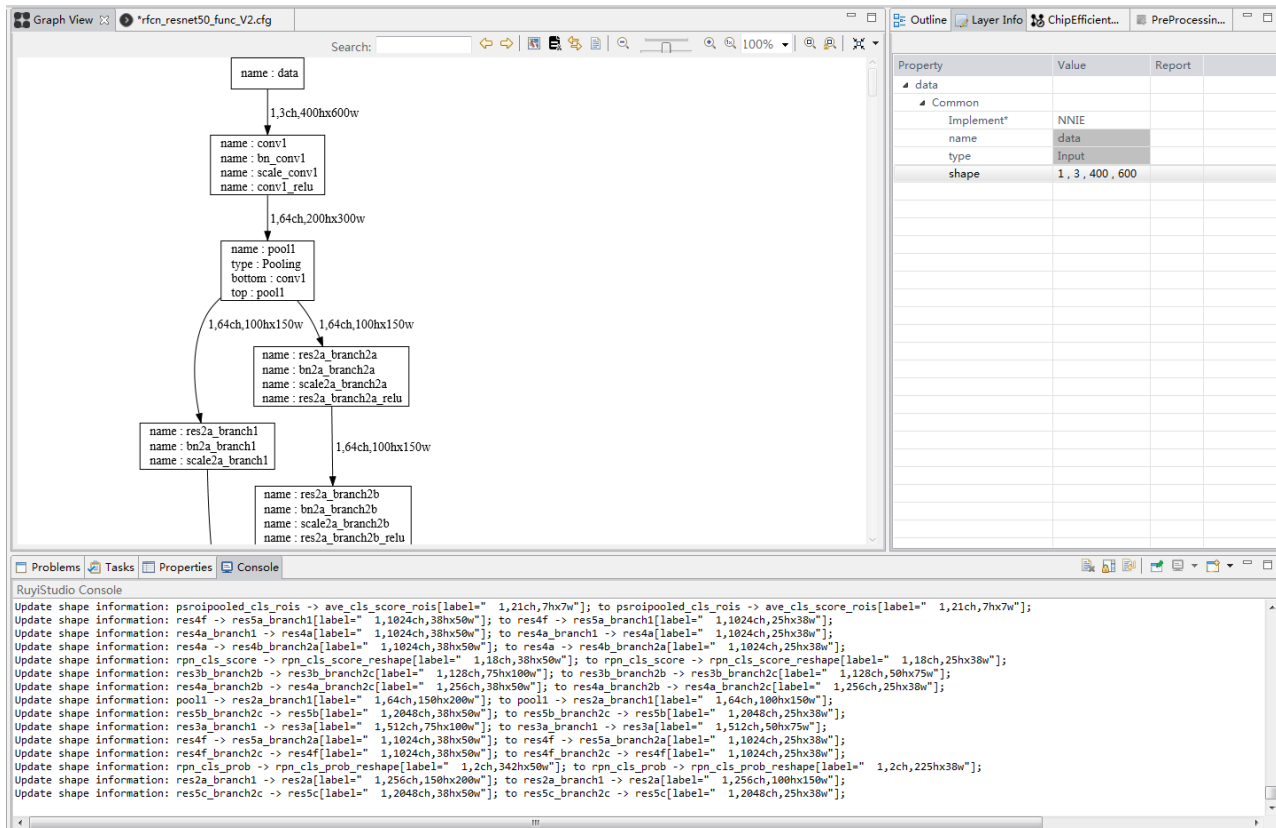 Graph View
*rfcn_resnet50_func_V2.cfg
Search:
100%
name : data
1,3ch,400hx600w
name : conv1
name : bn_conv1
name : scale_conv1
name : conv1_relu
1,64ch,200hx300w
name : pool1
type : Pooling
bottom : conv1
top : pool1
1,64ch,100hx150w
1,64ch,100hx150w
name : res2a_branch2a
name : bn2a_branch2a
name : scale2a_branch2a
name : res2a_branch2a_relu
name : res2a_branch1
name : bn2a_branch1
name : scale2a_branch1
1,64ch,100hx150w
name : res2a_branch2b
name : bn2a_branch2b
name : scale2a_branch2b
name : res2a_branch2b_relu
Outline
Layer Info
ChipEfficient...
PreProcessin...
Property Value Report
data
Common
Implement* NNIE
name data
type Input
shape 1 , 3 , 400 , 600
Problems
Tasks
Properties
Console
RuyiStudio Console
Update shape information: psroipooled_cls_rois -> ave_cls_score_rois[label="  1,21ch,7hx7w"]; to psroipooled_cls_rois -> ave_cls_score_rois[label="  1,21ch,7hx7w"];
Update shape information: res4f -> res5a_branch1[label="  1,1024ch,38hx50w"]; to res4f -> res5a_branch1[label="  1,1024ch,25hx38w"];
Update shape information: res4a_branch1 -> res4a[label="  1,1024ch,38hx50w"]; to res4a_branch1 -> res4a[label="  1,1024ch,25hx38w"];
Update shape information: res4a -> res4b_branch2a[label="  1,1024ch,38hx50w"]; to res4a -> res4b_branch2a[label="  1,1024ch,25hx38w"];
Update shape information: rpn_cls_score -> rpn_cls_score_reshape[label="  1,18ch,38hx50w"]; to rpn_cls_score -> rpn_cls_score_reshape[label="  1,18ch,25hx38w"];
Update shape information: res3b_branch2b -> res3b_branch2c[label="  1,128ch,75hx100w"]; to res3b_branch2b -> res3b_branch2c[label="  1,128ch,50hx75w"];
Update shape information: res4a_branch2b -> res4a_branch2c[label="  1,256ch,38hx50w"]; to res4a_branch2b -> res4a_branch2c[label="  1,256ch,25hx38w"];
Update shape information: pool1 -> res2a_branch1[label="  1,64ch,150hx200w"]; to pool1 -> res2a_branch1[label="  1,64ch,100hx150w"];
Update shape information: res5b_branch2c -> res5b[label="  1,2048ch,38hx50w"]; to res5b_branch2c -> res5b[label="  1,2048ch,25hx38w"];
Update shape information: res3a_branch1 -> res3a[label="  1,512ch,75hx100w"]; to res3a_branch1 -> res3a[label="  1,512ch,50hx75w"];
Update shape information: res4f -> res5a_branch2a[label="  1,1024ch,38hx50w"]; to res4f -> res5a_branch2a[label="  1,1024ch,25hx38w"];
Update shape information: res4f_branch2c -> res4f[label="  1,1024ch,38hx50w"]; to res4f_branch2c -> res4f[label="  1,1024ch,25hx38w"];
Update shape information: rpn_cls_prob -> rpn_cls_prob_reshape[label="  1,2ch,342hx50w"]; to rpn_cls_prob -> rpn_cls_prob_reshape[label="  1,2ch,225hx38w"];
Update shape information: res2a_branch1 -> res2a[label="  1,256ch,150hx200w"]; to res2a_branch1 -> res2a[label="  1,256ch,100hx150w"];
Update shape information: res5c_branch2c -> res5c[label="  1,2048ch,38hx50w"]; to res5c_branch2c -> res5c[label="  1,2048ch,25hx38w"];